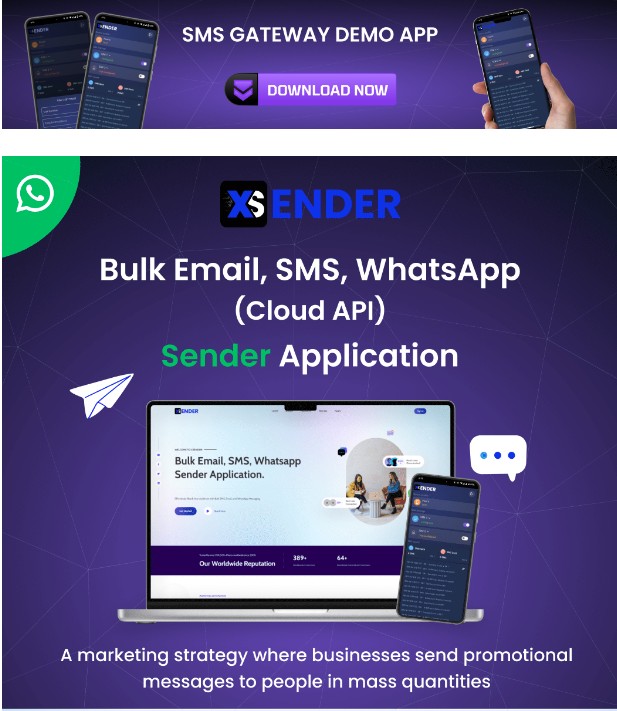 SMS GATEWAY DEMO APP
DOWNLOAD NOW
XSENDER
Bulk Email, SMS, WhatsApp
(Cloud API)
Sender Application
XSENDER
Bulk Email, SMS, Whatsapp
Sender Application.
Our Worldwide Reputation
389+
64+
A marketing strategy where businesses send promotional
messages to people in mass quantities